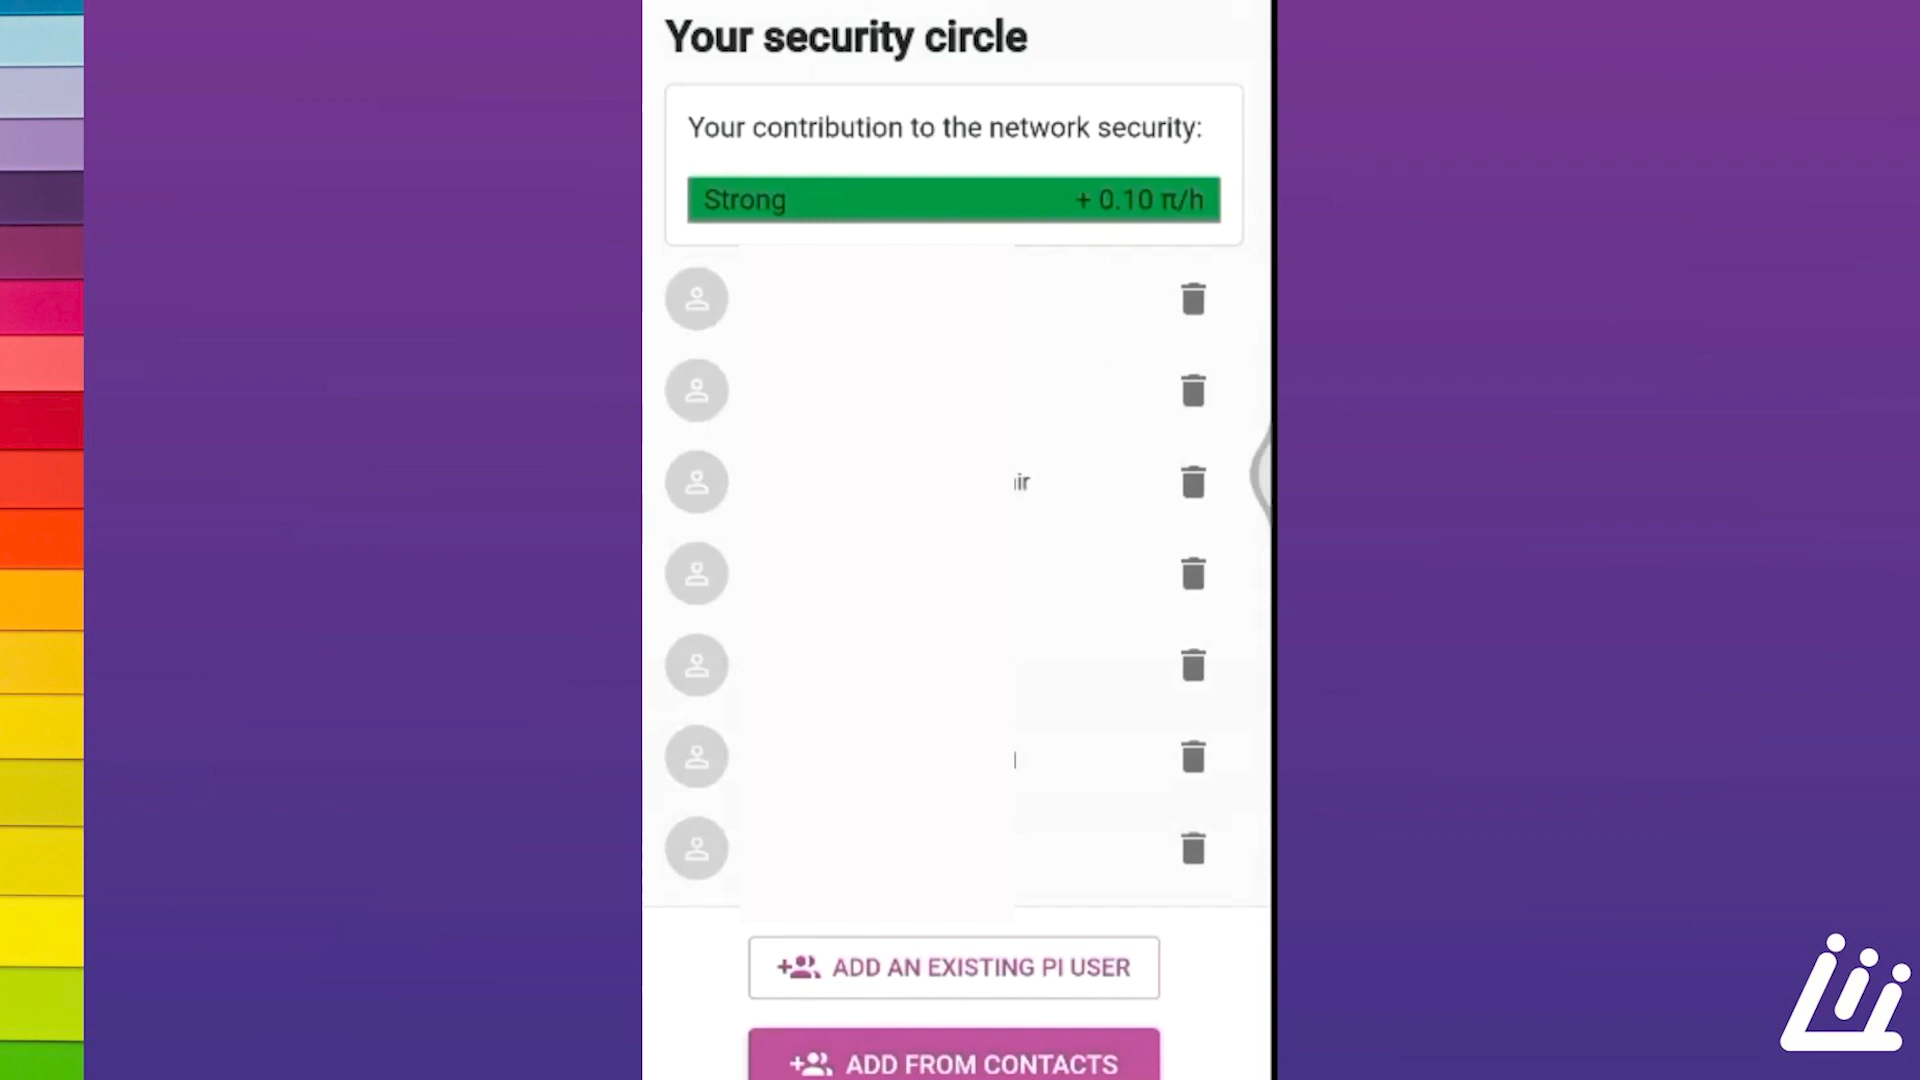 Your security circle
Your contribution to the network security:
Strong + 0.10 π/h
ADD AN EXISTING PI USER
ADD FROM CONTACTS